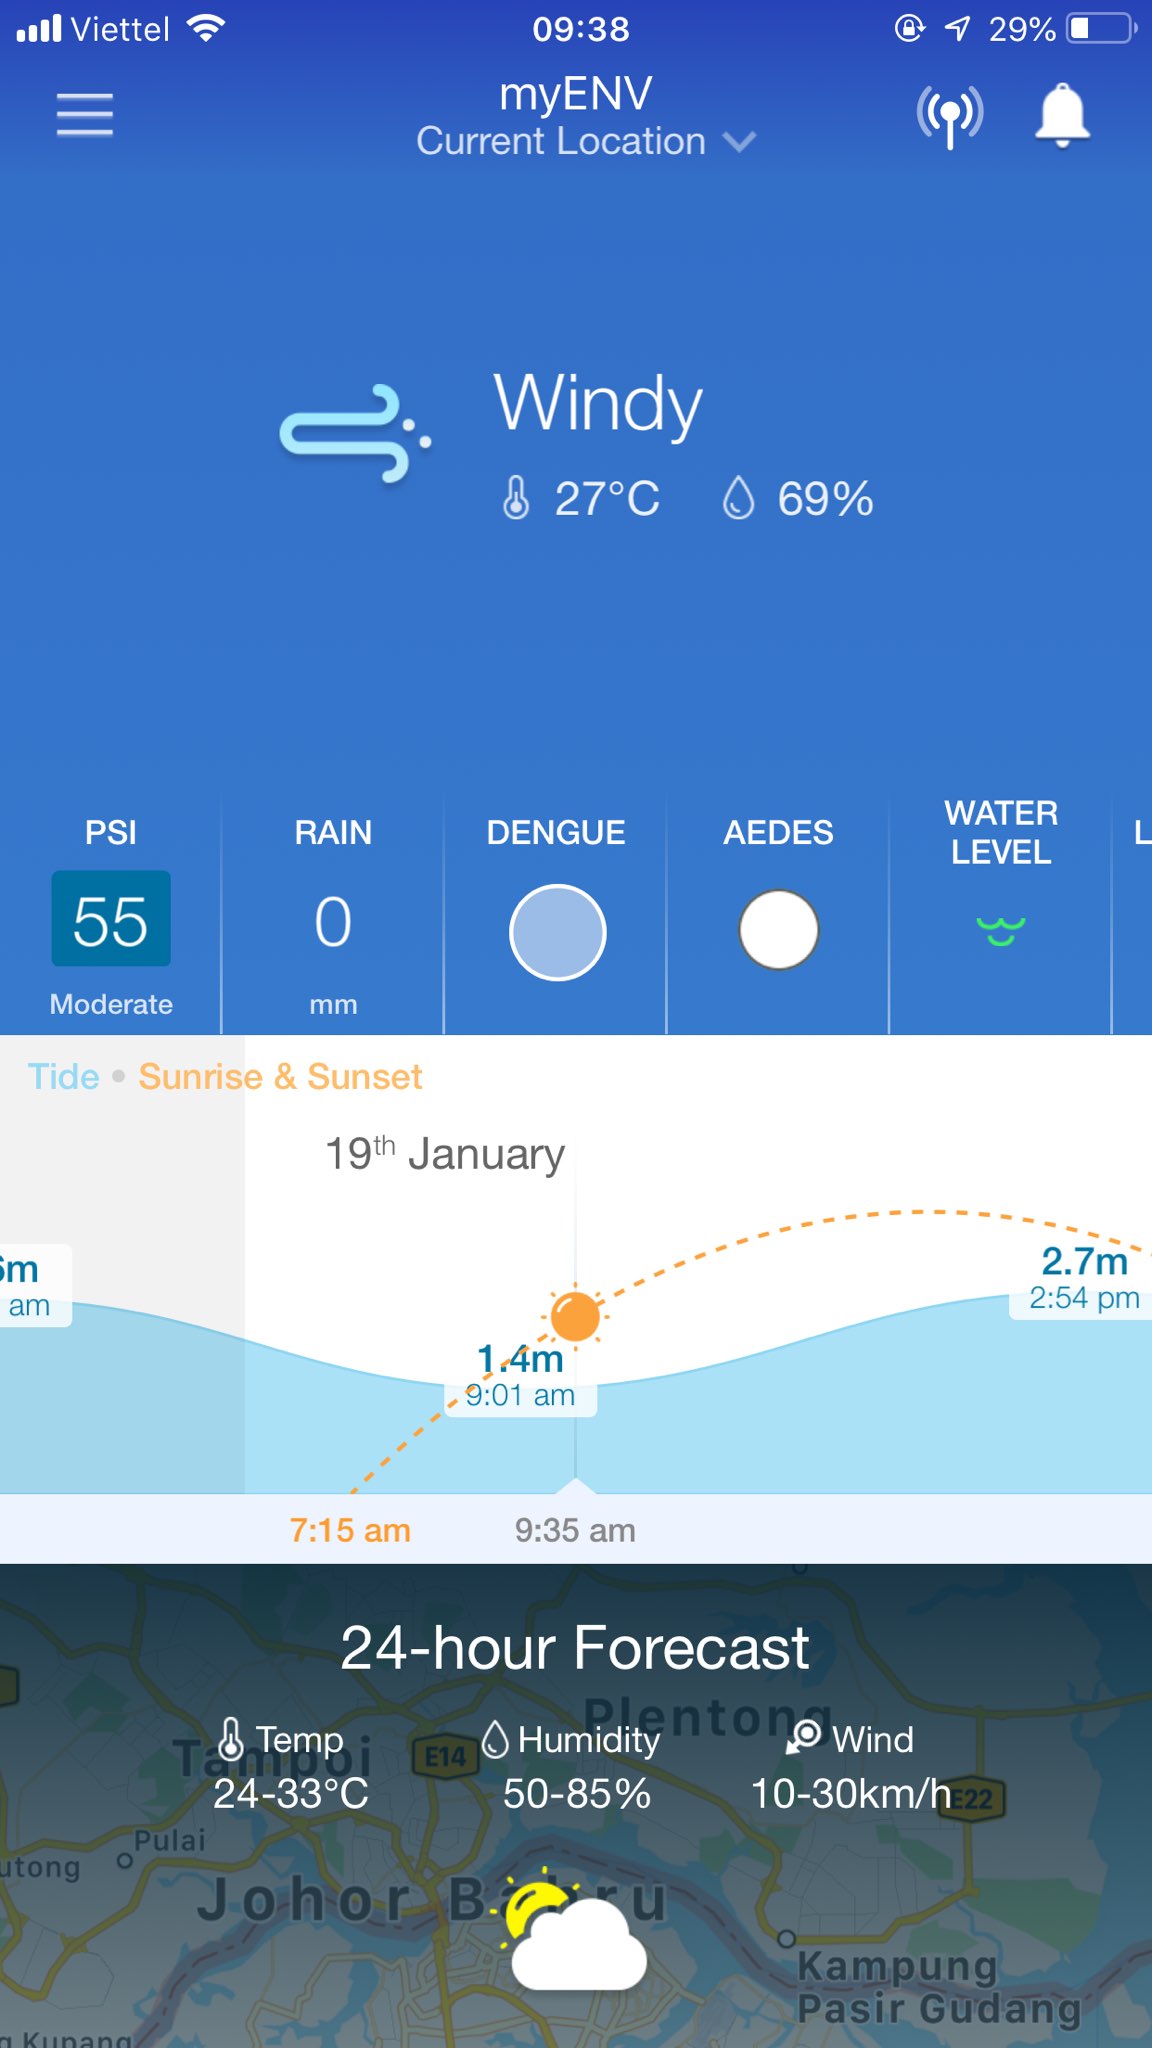 Viettel 09:38 29%
myENV
Current Location
Windy
27°C 69%
PSI RAIN DENGUE AEDES WATER LEVEL L
55 0
Moderate mm
Tide • Sunrise & Sunset
19th January
6m
am
1.4m
9:01 am
2.7m
2:54 pm
7:15 am 9:35 am
24-hour Forecast
Temp Humidity Wind
24-33°C 50-85% 10-30km/h
Plentong
Tampoi
E14
E22
Pulai
utong
Johor Bahru
Kampung
Pasir Gudang
g Kupang